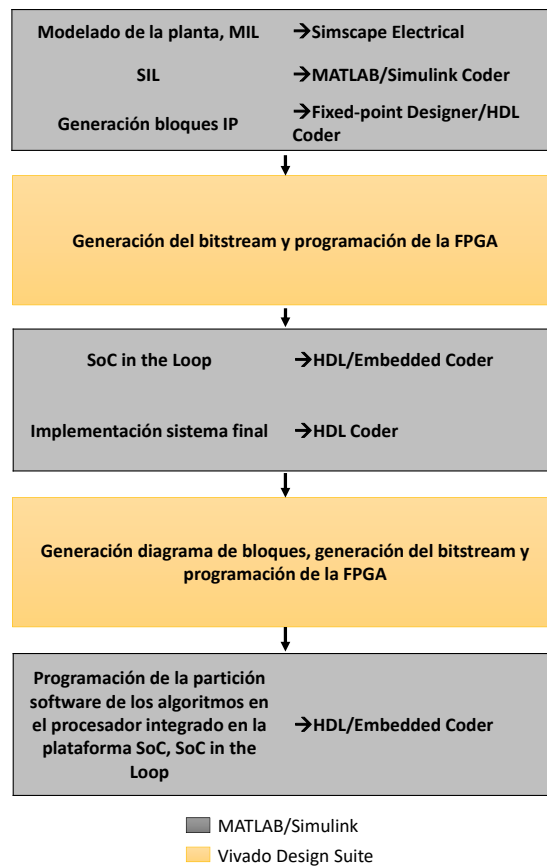 Modelado de la planta, MIL →Simscape Electrical
SIL →MATLAB/Simulink Coder
Generación bloques IP →Fixed-point Designer/HDL
Coder
Generación del bitstream y programación de la FPGA
SoC in the Loop →HDL/Embedded Coder
Implementación sistema final →HDL Coder
Generación diagrama de bloques, generación del bitstream y
programación de la FPGA
Programación de la partición
software de los algoritmos en
el procesador integrado en la
plataforma SoC, SoC in the
Loop
→HDL/Embedded Coder
MATLAB/Simulink
Vivado Design Suite